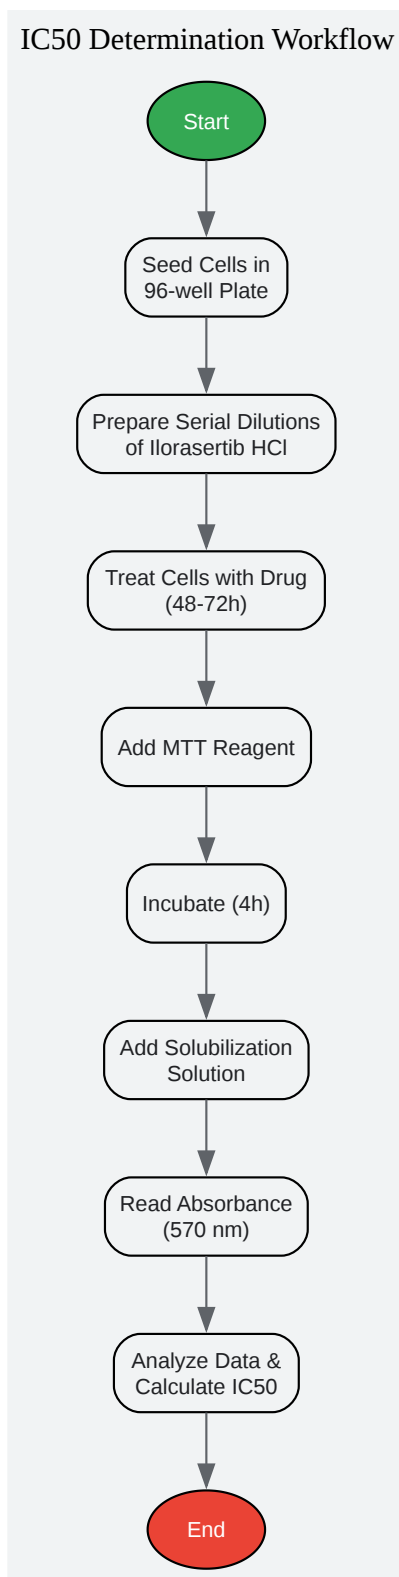 IC50 Determination Workflow
Start
Seed Cells in
96-well Plate
Prepare Serial Dilutions
of Ilorasertib HCl
Treat Cells with Drug
(48-72h)
Add MTT Reagent
Incubate (4h)
Add Solubilization
Solution
Read Absorbance
(570 nm)
Analyze Data &
Calculate IC50
End